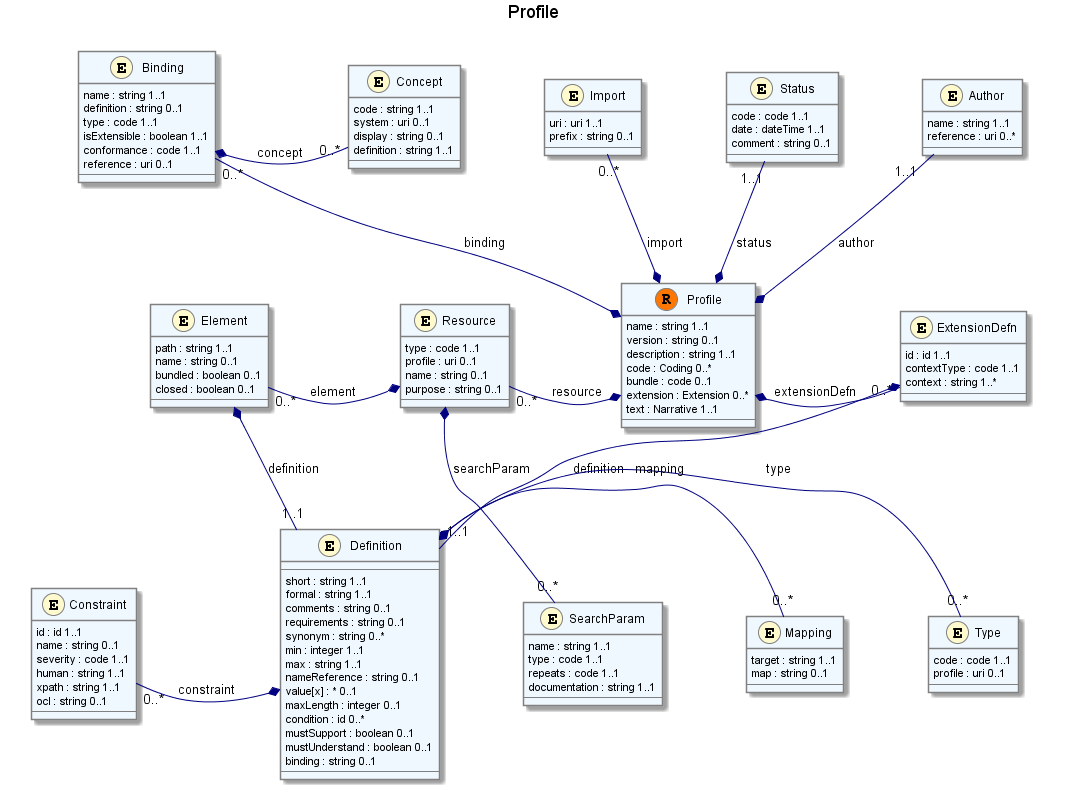 Profile
E Binding
name : string 1..1
definition : string 0..1
type : code 1..1
isExtensible : boolean 1..1
conformance : code 1..1
reference : uri 0..1
E Concept
code : string 1..1
system : uri 0..1
display : string 0..1
definition : string 1..1
E Import
uri : uri 1..1
prefix : string 0..1
E Status
code : code 1..1
date : dateTime 1..1
comment : string 0..1
E Author
name : string 1..1
reference : uri 0..*
concept
0..*
0..*
0..*
1..1
1..1
binding
import
status
author
E Element
path : string 1..1
name : string 0..1
bundled : boolean 0..1
closed : boolean 0..1
E Resource
type : code 1..1
profile : uri 0..1
name : string 0..1
purpose : string 0..1
R Profile
name : string 1..1
version : string 0..1
description : string 1..1
code : Coding 0..*
bundle : code 0..1
extension : Extension 0..*
text : Narrative 1..1
E ExtensionDefn
id : id 1..1
contextType : code 1..1
context : string 1..*
element
0..*
resource
0..*
extensionDefn
0..*
definition
searchParam
definition
mapping
type
1..1
1..1
E Definition
short : string 1..1
formal : string 1..1
comments : string 0..1
requirements : string 0..1
synonym : string 0..*
min : integer 1..1
max : string 1..1
nameReference : string 0..1
value[x] : * 0..1
maxLength : integer 0..1
condition : id 0..*
mustSupport : boolean 0..1
mustUnderstand : boolean 0..1
binding : string 0..1
E Constraint
id : id 1..1
name : string 0..1
severity : code 1..1
human : string 1..1
xpath : string 1..1
ocl : string 0..1
constraint
0..*
0..*
0..*
0..*
E SearchParam
name : string 1..1
type : code 1..1
repeats : code 1..1
documentation : string 1..1
E Mapping
target : string 1..1
map : string 0..1
E Type
code : code 1..1
profile : uri 0..1